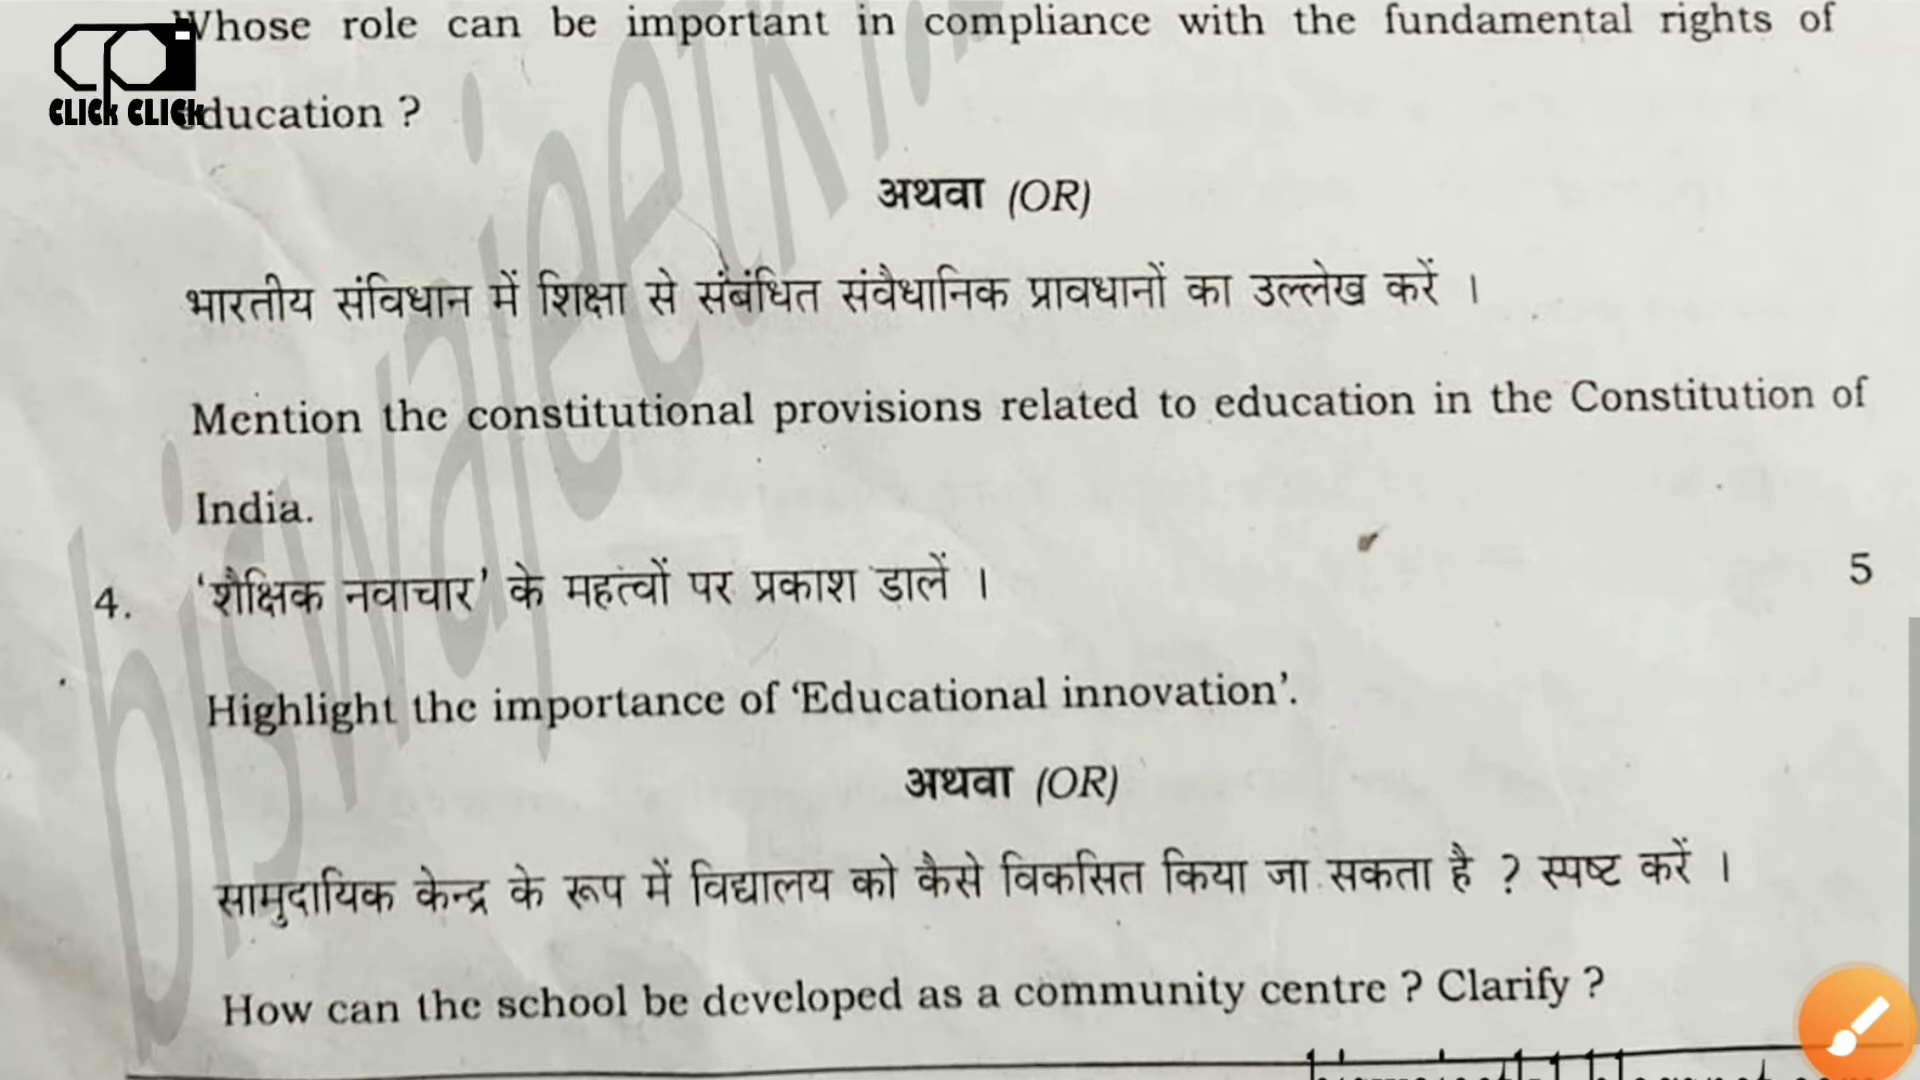 Whose role can be important in compliance with the fundamental rights of
CLICK CLICK
education ?
अथवा (OR)
भारतीय संविधान में शिक्षा से संबंधित संवैधानिक प्रावधानों का उल्लेख करें ।
Mention the constitutional provisions related to education in the Constitution of
India.
4. ‘शैक्षिक नवाचार’ के महत्वों पर प्रकाश डालें । 5
Highlight the importance of ‘Educational innovation’.
अथवा (OR)
सामुदायिक केन्द्र के रूप में विद्यालय को कैसे विकसित किया जा सकता है ? स्पष्ट करें ।
How can the school be developed as a community centre ? Clarify ?